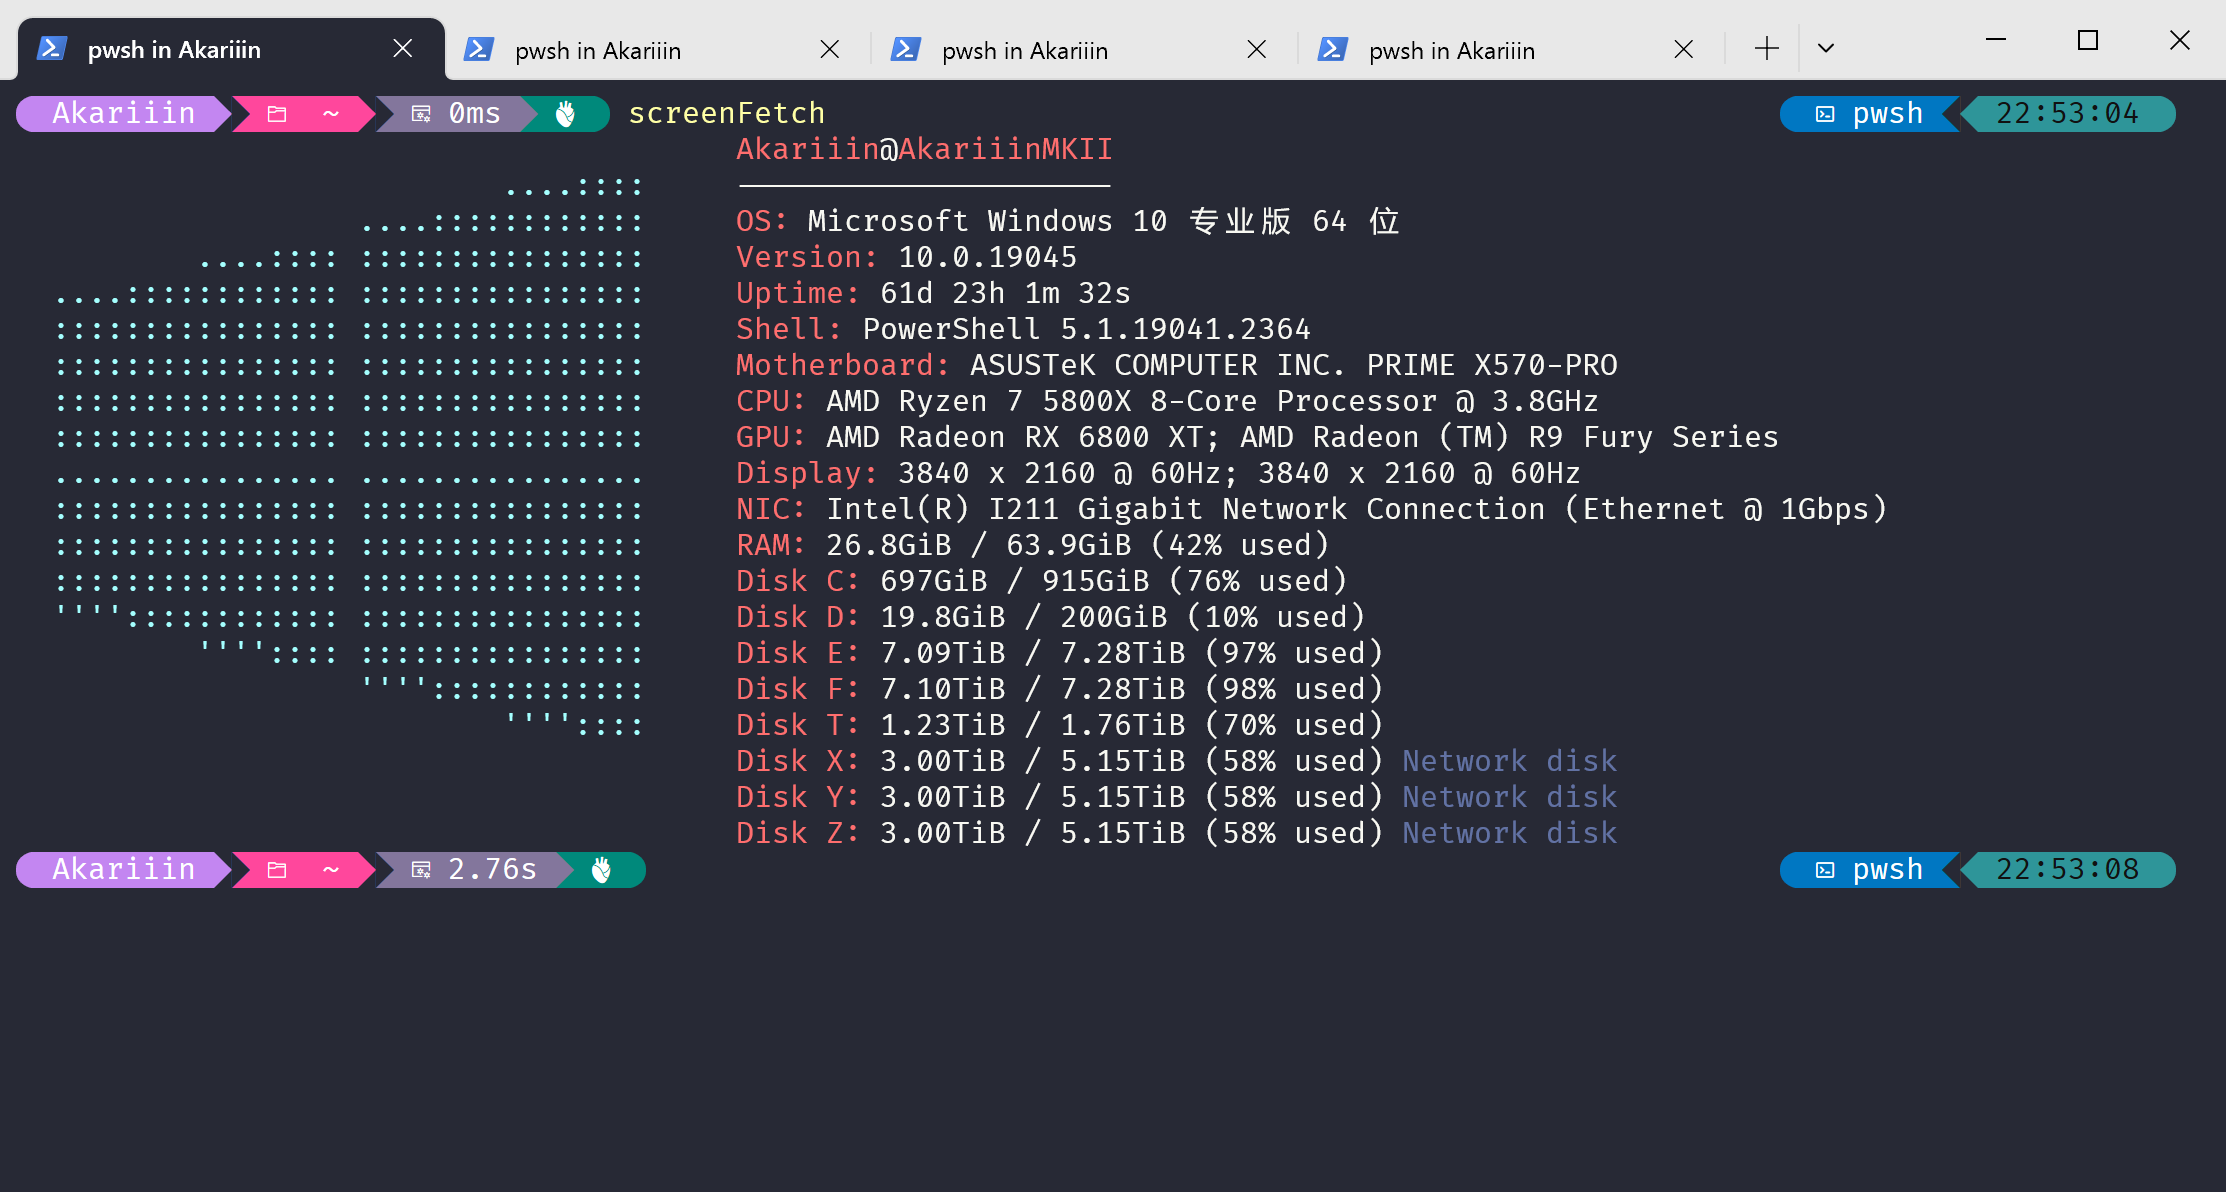 pwsh in Akariiin
pwsh in Akariiin
pwsh in Akariiin
pwsh in Akariiin
Akariiin ~ 0ms screenFetch pwsh 22:53:04
Akariiin@AkariiinMKII
OS: Microsoft Windows 10 专业版 64 位
Version: 10.0.19045
Uptime: 61d 23h 1m 32s
Shell: PowerShell 5.1.19041.2364
Motherboard: ASUSTeK COMPUTER INC. PRIME X570-PRO
CPU: AMD Ryzen 7 5800X 8-Core Processor @ 3.8GHz
GPU: AMD Radeon RX 6800 XT; AMD Radeon (TM) R9 Fury Series
Display: 3840 x 2160 @ 60Hz; 3840 x 2160 @ 60Hz
NIC: Intel(R) I211 Gigabit Network Connection (Ethernet @ 1Gbps)
RAM: 26.8GiB / 63.9GiB (42% used)
Disk C: 697GiB / 915GiB (76% used)
Disk D: 19.8GiB / 200GiB (10% used)
Disk E: 7.09TiB / 7.28TiB (97% used)
Disk F: 7.10TiB / 7.28TiB (98% used)
Disk T: 1.23TiB / 1.76TiB (70% used)
Disk X: 3.00TiB / 5.15TiB (58% used) Network disk
Disk Y: 3.00TiB / 5.15TiB (58% used) Network disk
Disk Z: 3.00TiB / 5.15TiB (58% used) Network disk
Akariiin ~ 2.76s pwsh 22:53:08